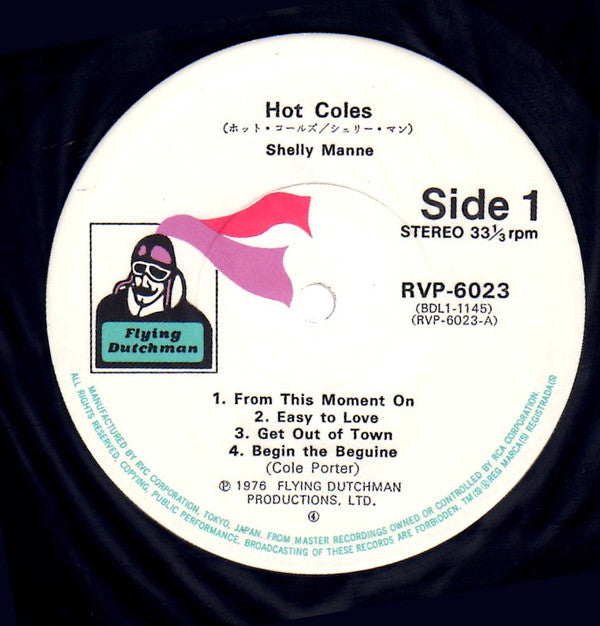 Hot Coles
(ホット・コールズ/シェリー・マン)
Shelly Manne
Side 1
STEREO 33⅓ rpm
RVP-6023
(BDL1-1145)
(RVP-6023-A)
Flying
Dutchman
1. From This Moment On
2. Easy to Love
3. Get Out of Town
4. Begin the Beguine
(Cole Porter)
Ⓟ 1976 FLYING DUTCHMAN
PRODUCTIONS. LTD.
④
MANUFACTURED BY RVC CORPORATION, TOKYO, JAPAN. FROM MASTER RECORDINGS OWNED OR CONTROLLED BY RCA CORPORATION.
ALL RIGHTS RESERVED, COPYING, PUBLIC PERFORMANCE, BROADCASTING OF THESE RECORDS ARE FORBIDDEN. TM(S)®REG MARCA(S) REGISTRADA(S)